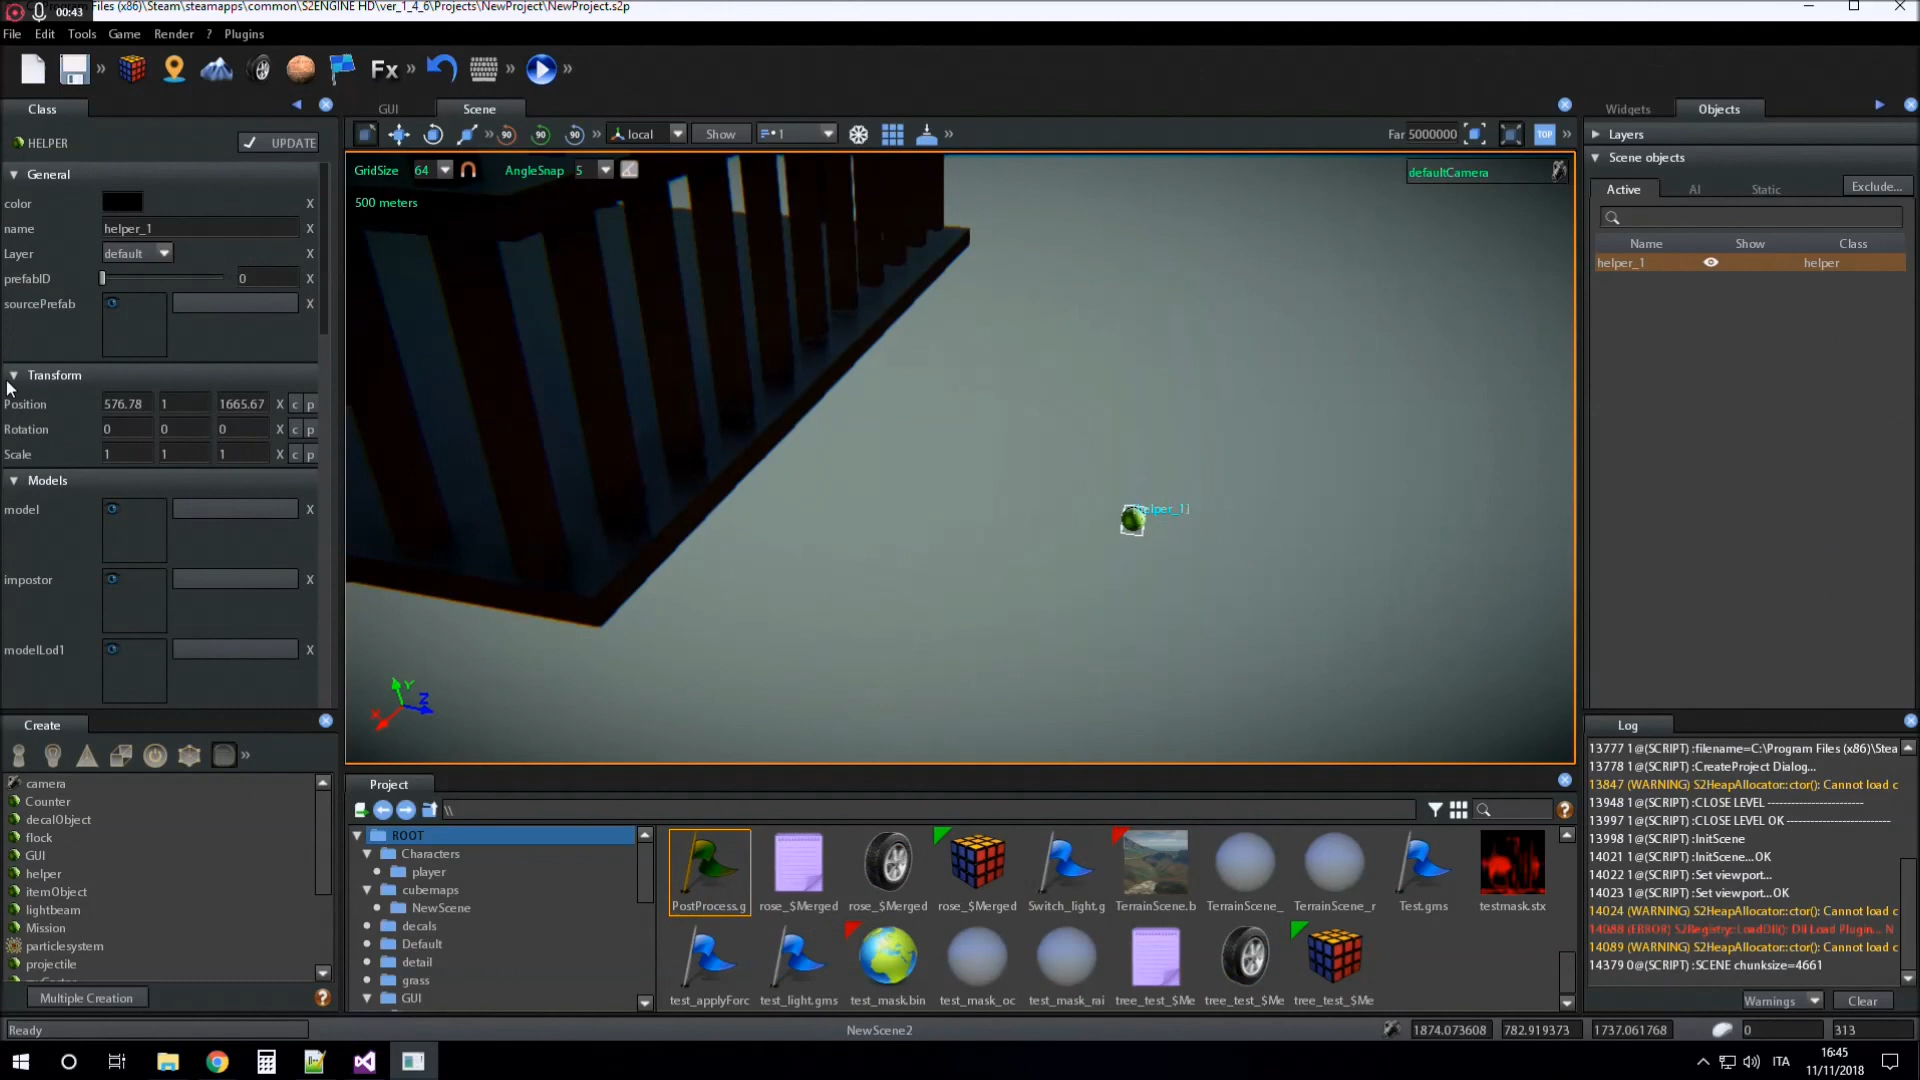 00:43
Program Files (x86)\Steam\steamapps\common\S2ENGINE HD\ver_1_4_6\Projects\NewProject\NewProject.s2p
File Edit Tools Game Render ? Plugins
Fx
Class
GUI Scene
Widgets Objects
HELPER UPDATE
90 90 90 local Show 1 Far 5000000 TOP
Layers
Scene objects
General
GridSize 64 AngleSnap 5 defaultCamera
500 meters
Active AI Static Exclude...
color X
name helper_1 X
Layer default X
prefabID 0 X
sourcePrefab X
Name Show Class
helper_1 helper
Transform
Position 576.78 1 1665.67 X c p
Rotation 0 0 0 X c p
Scale 1 1 1 X c p
Models
model X
impostor X
modelLod1 X
[helper_1]
Y
Z
X
Create
camera
Counter
decalObject
flock
GUI
helper
itemObject
lightbeam
Mission
particlesystem
projectile
Multiple Creation
Project
\\
ROOT
Characters
player
cubemaps
NewScene
decals
Default
detail
grass
GUI
PostProcess.g rose_$Merged rose_$Merged rose_$Merged Switch_light.g TerrainScene.b TerrainScene_ TerrainScene_r Test.gms testmask.stx
test_applyForc test_light.gms test_mask.bin test_mask_oc test_mask_rai tree_test_$Me tree_test_$Me tree_test_$Me
Log
13777 1@(SCRIPT) :filename=C:\Program Files (x86)\Stea
13778 1@(SCRIPT) :CreateProject Dialog...
13847 (WARNING) S2HeapAllocator::ctor(): Cannot load c
13948 1@(SCRIPT) :CLOSE LEVEL -------------------------
13997 1@(SCRIPT) :CLOSE LEVEL OK -------------------------
13998 1@(SCRIPT) :InitScene
14021 1@(SCRIPT) :InitScene...OK
14022 1@(SCRIPT) :Set viewport...
14023 1@(SCRIPT) :Set viewport...OK
14024 (WARNING) S2HeapAllocator::ctor(): Cannot load c
14088 (ERROR) S2Registry::LoadDll(): Dll Load Plugin... N
14089 (WARNING) S2HeapAllocator::ctor(): Cannot load c
14379 0@(SCRIPT) :SCENE chunksize=4661
Warnings Clear
Ready NewScene2 1874.073608 782.919373 1737.061768 0 313
ITA 16:45
11/11/2018